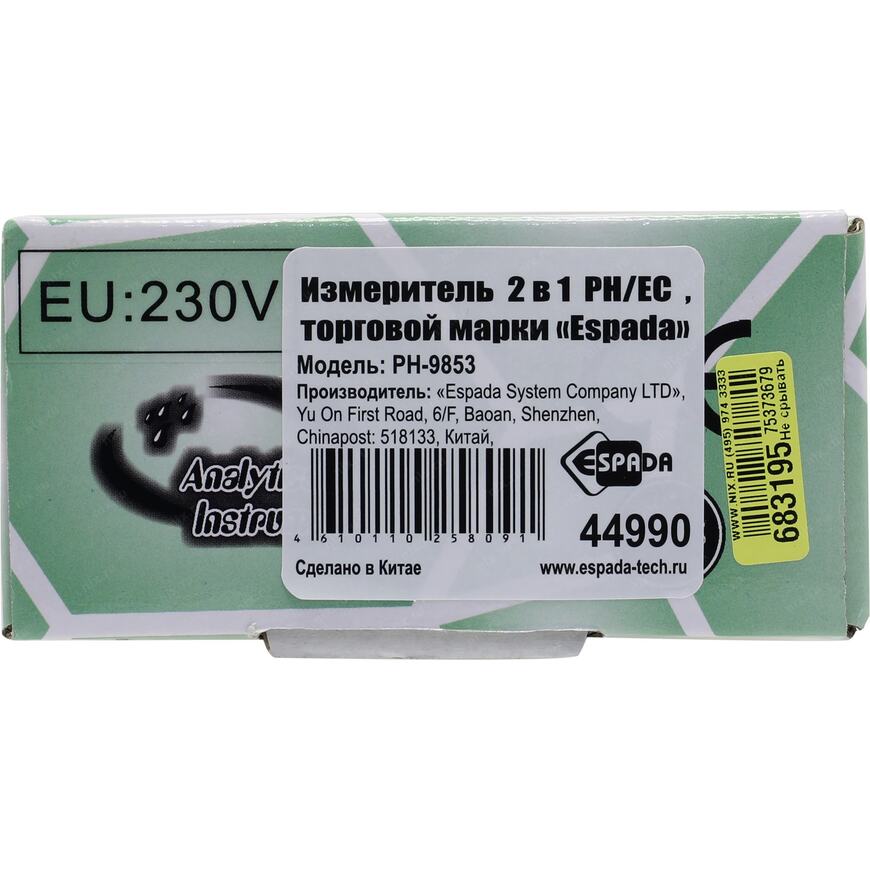 EU:230V
Измеритель 2 в 1 PH/EC ,
торговой марки «Espada»
Модель: PH-9853
Производитель: «Espada System Company LTD»,
Yu On First Road, 6/F, Baoan, Shenzhen,
Chinapost: 518133, Китай,
ESPADA
4 610110 258091
44990
Сделано в Китае
www.espada-tech.ru
WWW.NIX.RU (495) 974 3333
683195
75373679
Не срывать